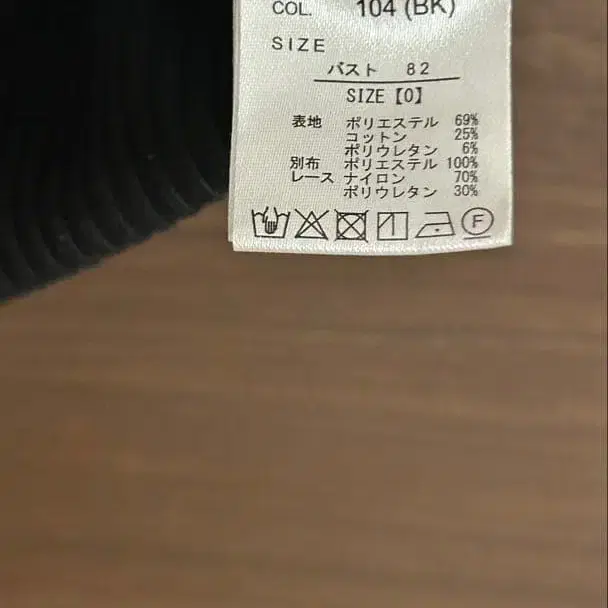 COL. 104 (BK)
SIZE
バスト 82
SIZE【0】
表地 ポリエステル 69%
コットン 25%
ポリウレタン 6%
別布 ポリエステル 100%
レース ナイロン 70%
ポリウレタン 30%
F